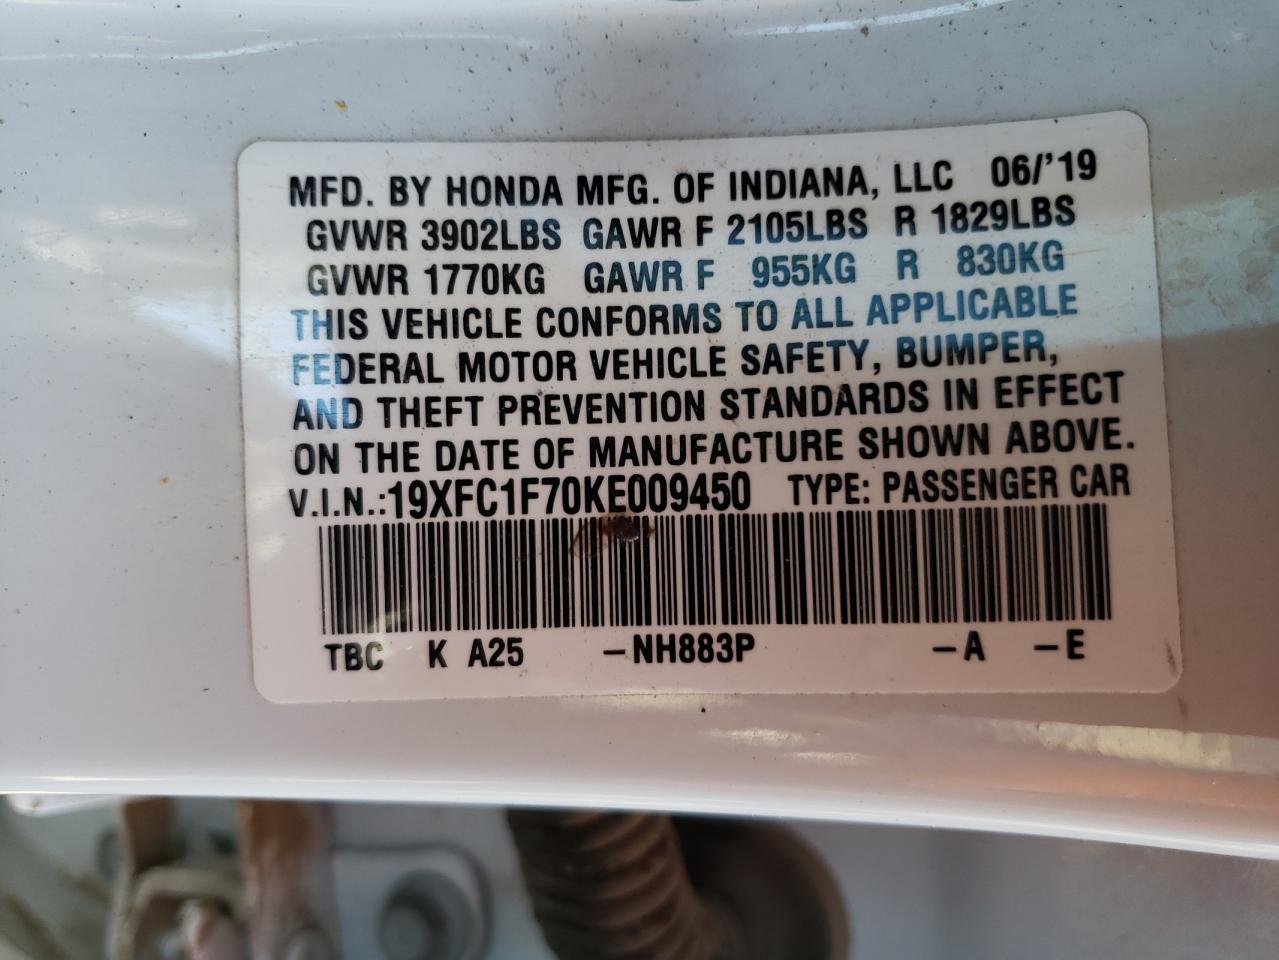 MFD. BY HONDA MFG. OF INDIANA, LLC 06/'19
GVWR 3902LBS GAWR F 2105LBS R 1829LBS
GVWR 1770KG GAWR F 955KG R 830KG
THIS VEHICLE CONFORMS TO ALL APPLICABLE
FEDERAL MOTOR VEHICLE SAFETY, BUMPER,
AND THEFT PREVENTION STANDARDS IN EFFECT
ON THE DATE OF MANUFACTURE SHOWN ABOVE.
V.I.N.:19XFC1F70KE009450 TYPE: PASSENGER CAR
TBC K A25 -NH883P -A -E